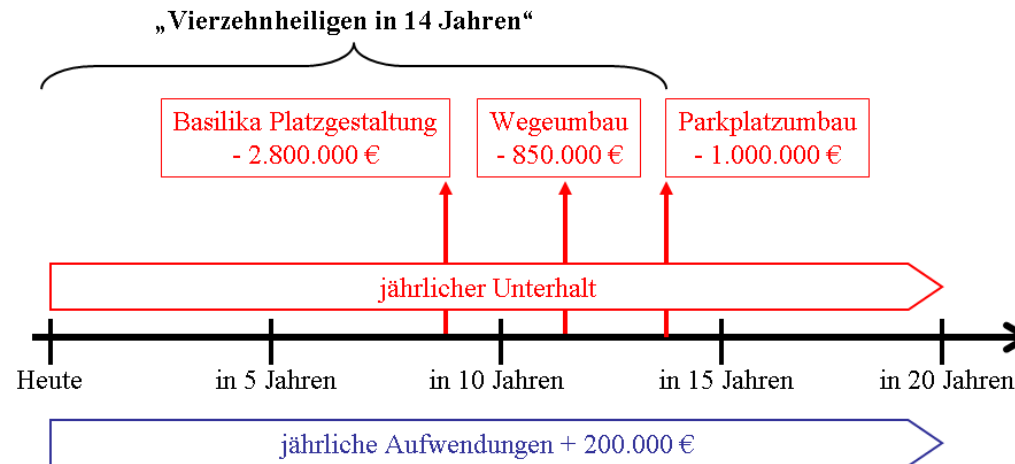 „Vierzehnheiligen in 14 Jahren“
Basilika Platzgestaltung
- 2.800.000 €
Wegeumbau
- 850.000 €
Parkplatzumbau
- 1.000.000 €
jährlicher Unterhalt
Heute
in 5 Jahren
in 10 Jahren
in 15 Jahren
in 20 Jahren
jährliche Aufwendungen + 200.000 €